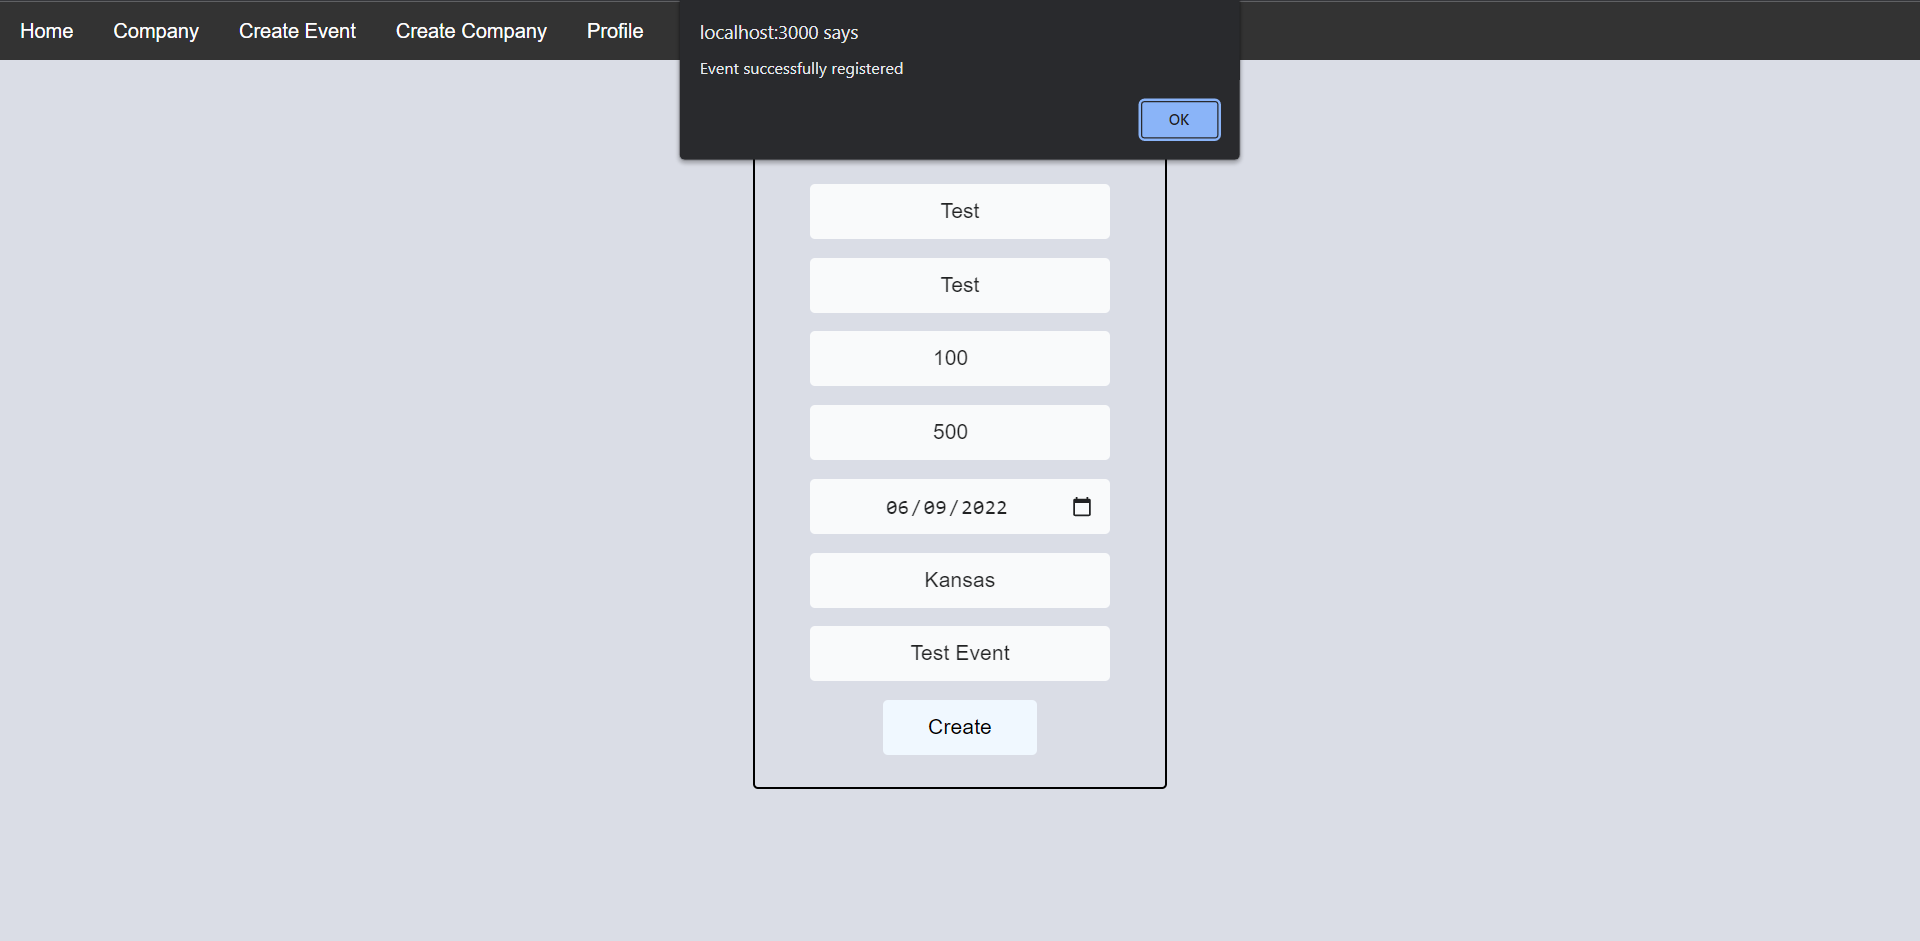 Home Company Create Event Create Company Profile
localhost:3000 says
Event successfully registered
OK
Test
Test
100
500
06/09/2022
Kansas
Test Event
Create